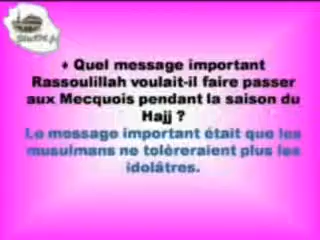 ♦ Quel message important
Rassoulillah voulait-il faire passer
aux Mecquois pendant la saison du
Hajj ?
Le message important était que les
musulmans ne tolèreraient plus les
idolâtres.